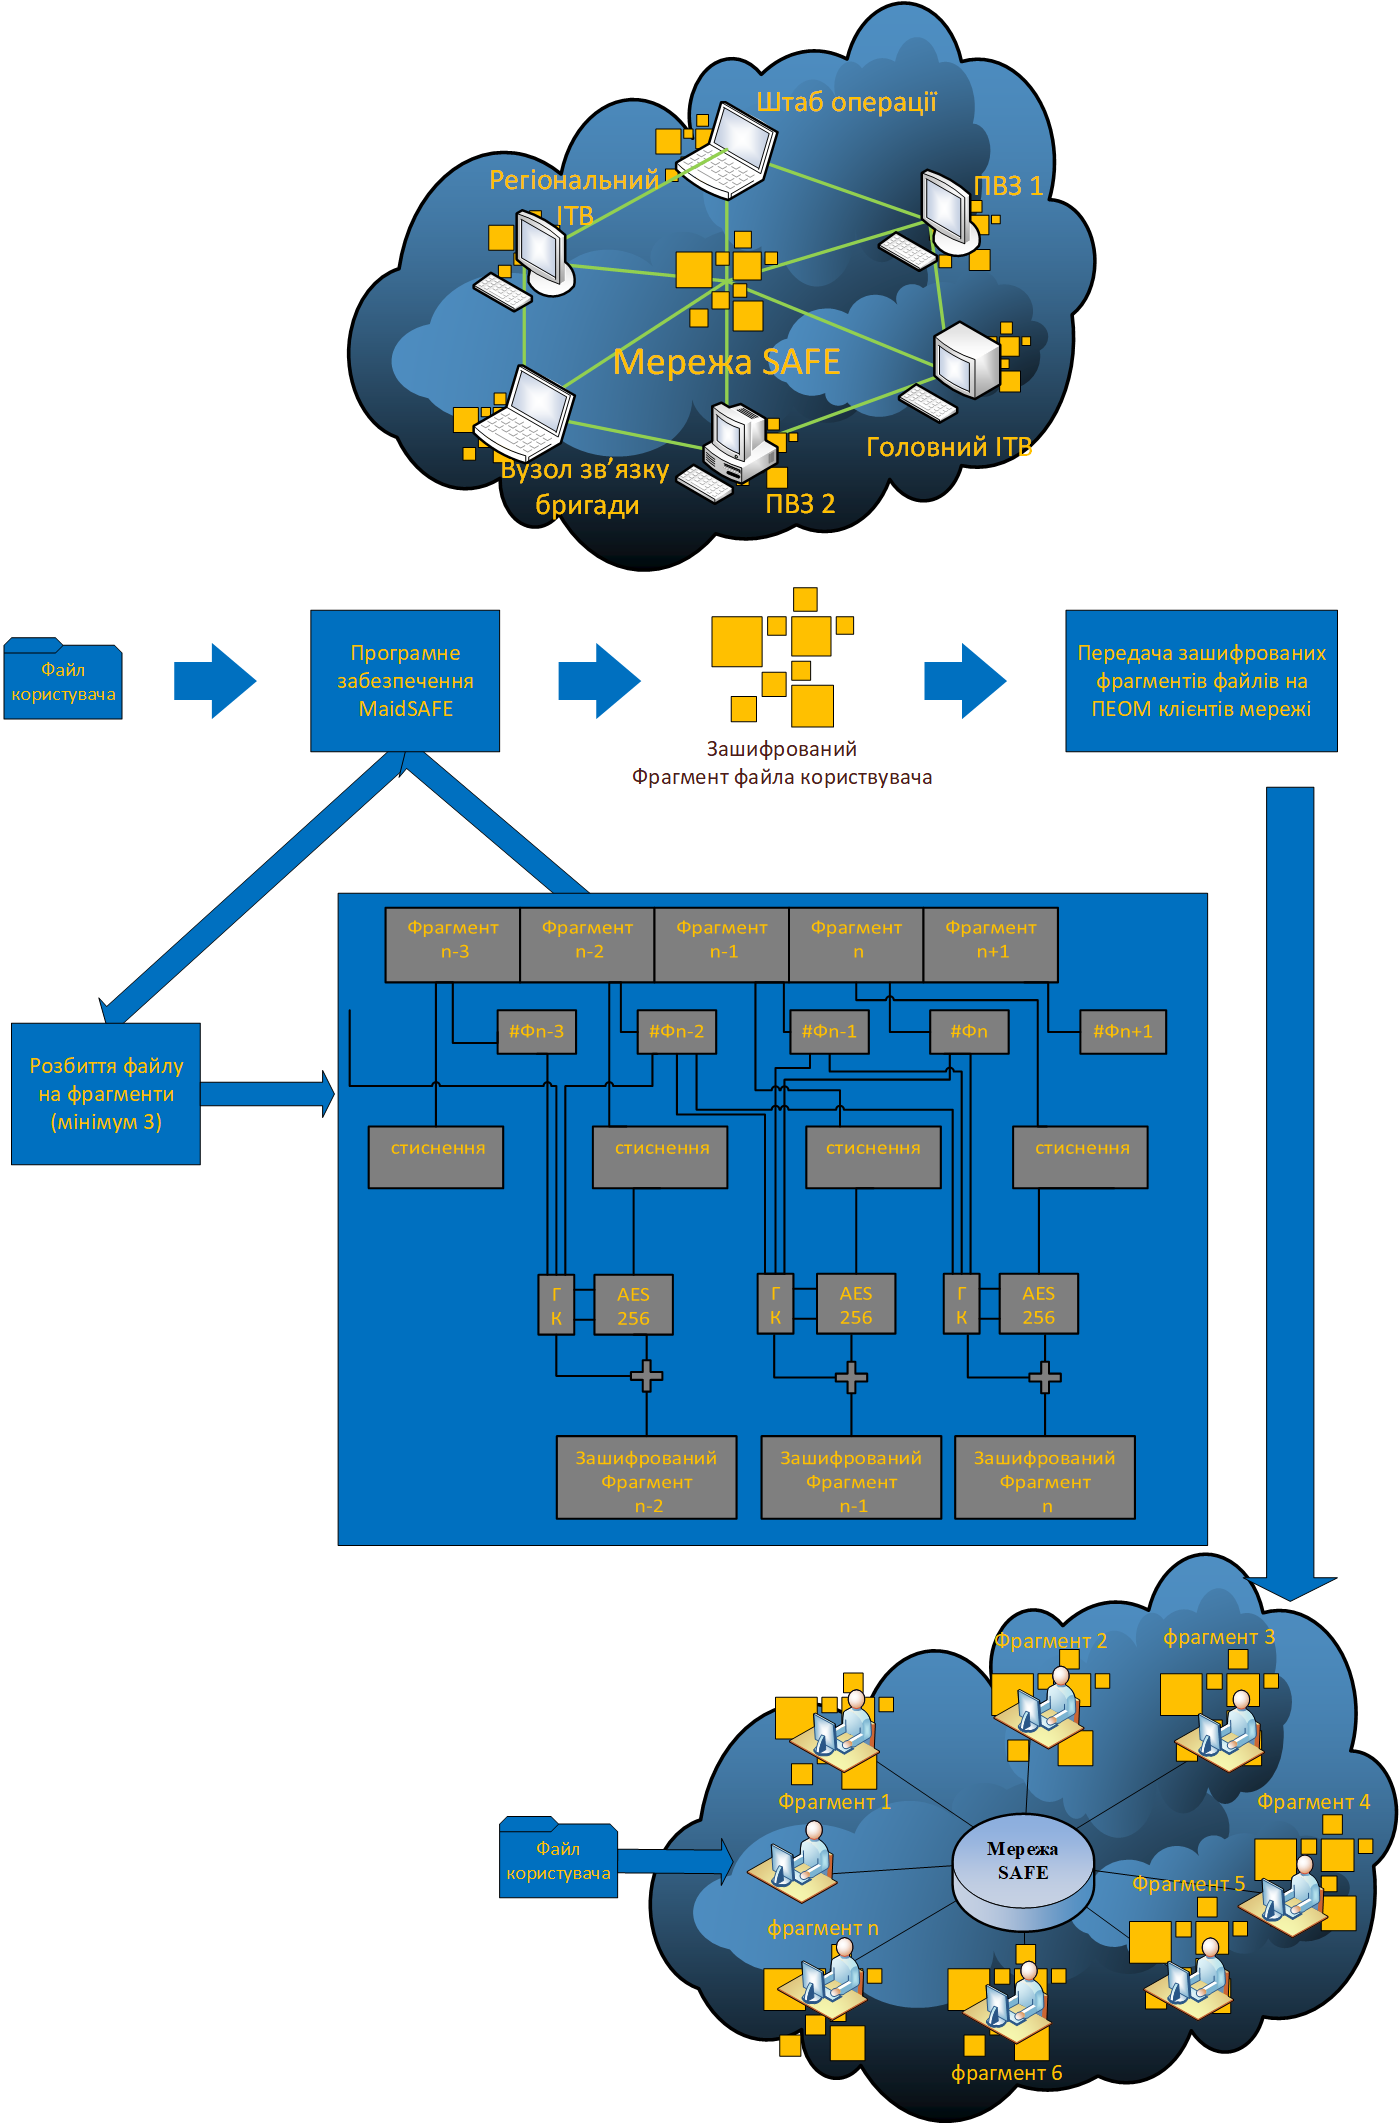 Штаб операції
Регіональний
ІТВ
ПВЗ 1
Мережа SAFE
Головний ІТВ
Вузол зв’язку
бригади
ПВЗ 2
Файл
користувача
Програмне
забезпечення
MaidSAFE
Зашифрований
Фрагмент файла користвувача
Передача зашифрованих
фрагментів файлів на
ПЕОМ клієнтів мережі
Розбиття файлу
на фрагменти
(мінімум 3)
Фрагмент
n-3
Фрагмент
n-2
Фрагмент
n-1
Фрагмент
n
Фрагмент
n+1
#Фn-3
#Фn-2
#Фn-1
#Фn
#Фn+1
стиснення
стиснення
стиснення
стиснення
Г
К
AES
256
Г
К
AES
256
Г
К
AES
256
Зашифрований
Фрагмент
n-2
Зашифрований
Фрагмент
n-1
Зашифрований
Фрагмент
n
Фрагмент 2
фрагмент 3
Фрагмент 1
Фрагмент 4
Файл
користувача
Мережа
SAFE
Фрагмент 5
фрагмент n
фрагмент 6